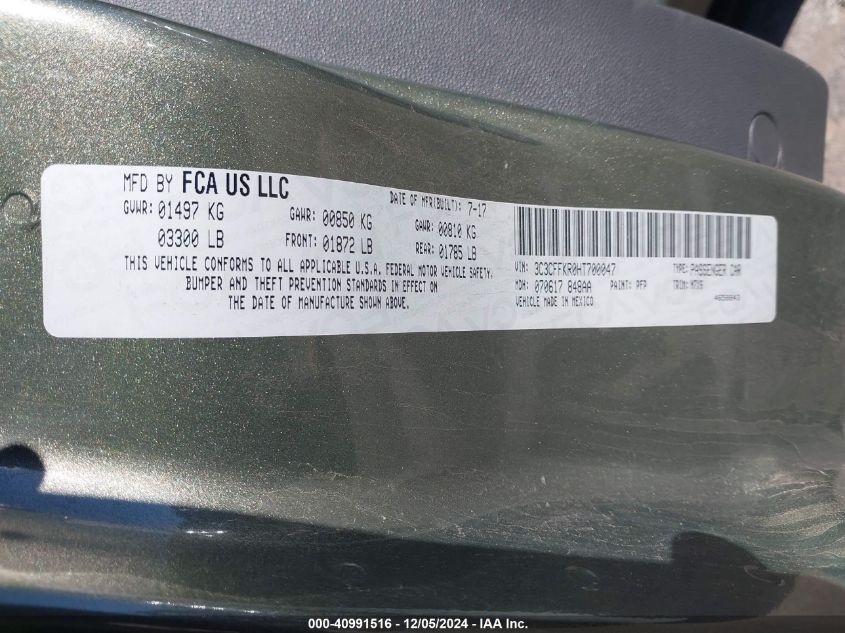 MFD BY FCA US LLC
DATE OF MFR(BUILT): 7-17
GVWR: 01497 KG
GAWR: 00850 KG
GAWR: 00810 KG
03300 LB
FRONT: 01872 LB
REAR: 01785 LB
THIS VEHICLE CONFORMS TO ALL APPLICABLE U.S.A. FEDERAL MOTOR VEHICLE SAFETY,
BUMPER AND THEFT PREVENTION STANDARDS IN EFFECT ON
THE DATE OF MANUFACTURE SHOWN ABOVE.
VIN: 3C3CFFKR0HT700047
TYPE: PASSENGER CAR
MDH: 070617 848AA
PAINT: PFP
TRIM:
VEHICLE MADE IN MEXICO
000-40991516 - 12/05/2024 - IAA Inc.